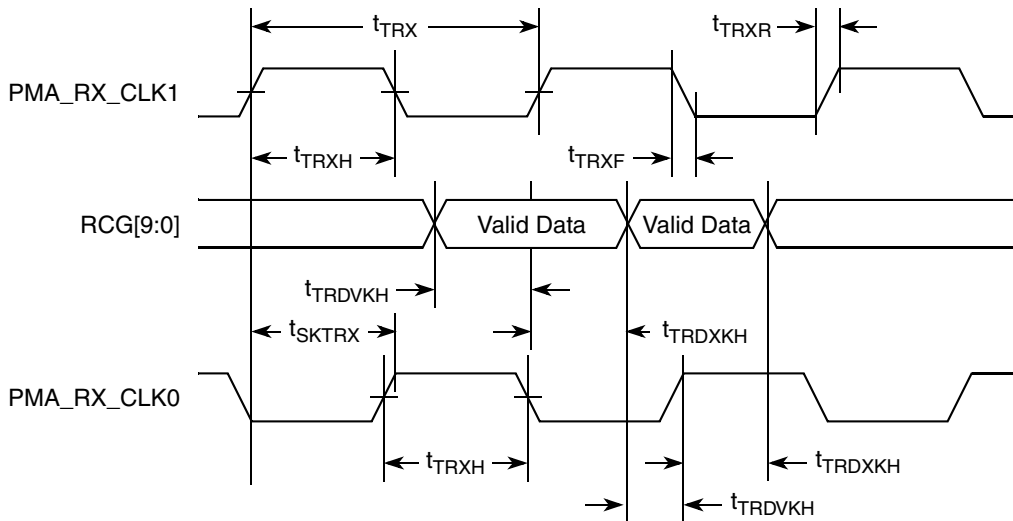 tTRX
tTRXR
PMA_RX_CLK1
tTRXH
tTRXF
RCG[9:0]
Valid Data
Valid Data
tTRDVKH
tSKTRX
tTRDXKH
PMA_RX_CLK0
tTRXH
tTRDXKH
tTRDVKH